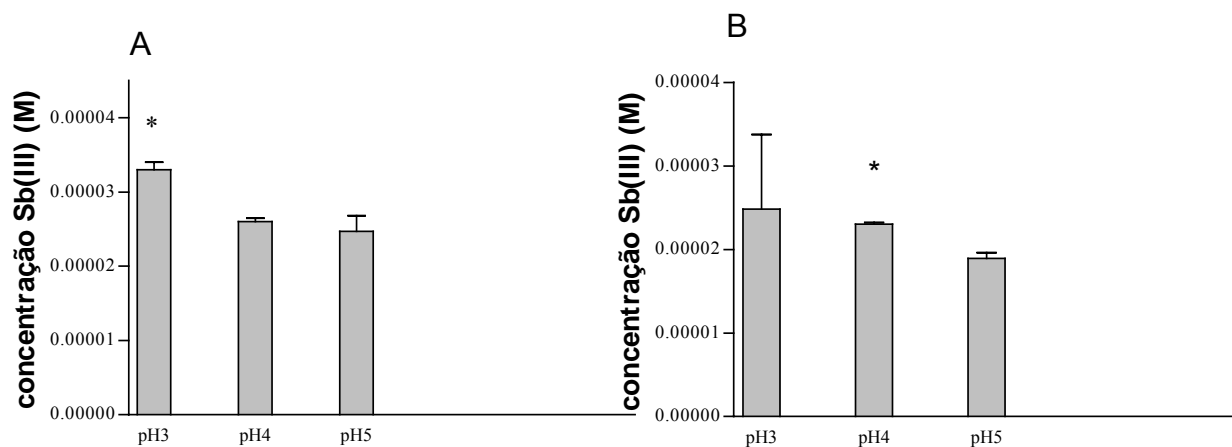 A
concentração Sb(III) (M)
0.00004
*
0.00003
0.00002
0.00001
0.00000
pH3 pH4 pH5
B
concentração Sb(III) (M)
0.00004
0.00003
*
0.00002
0.00001
0.00000
pH3 pH4 pH5